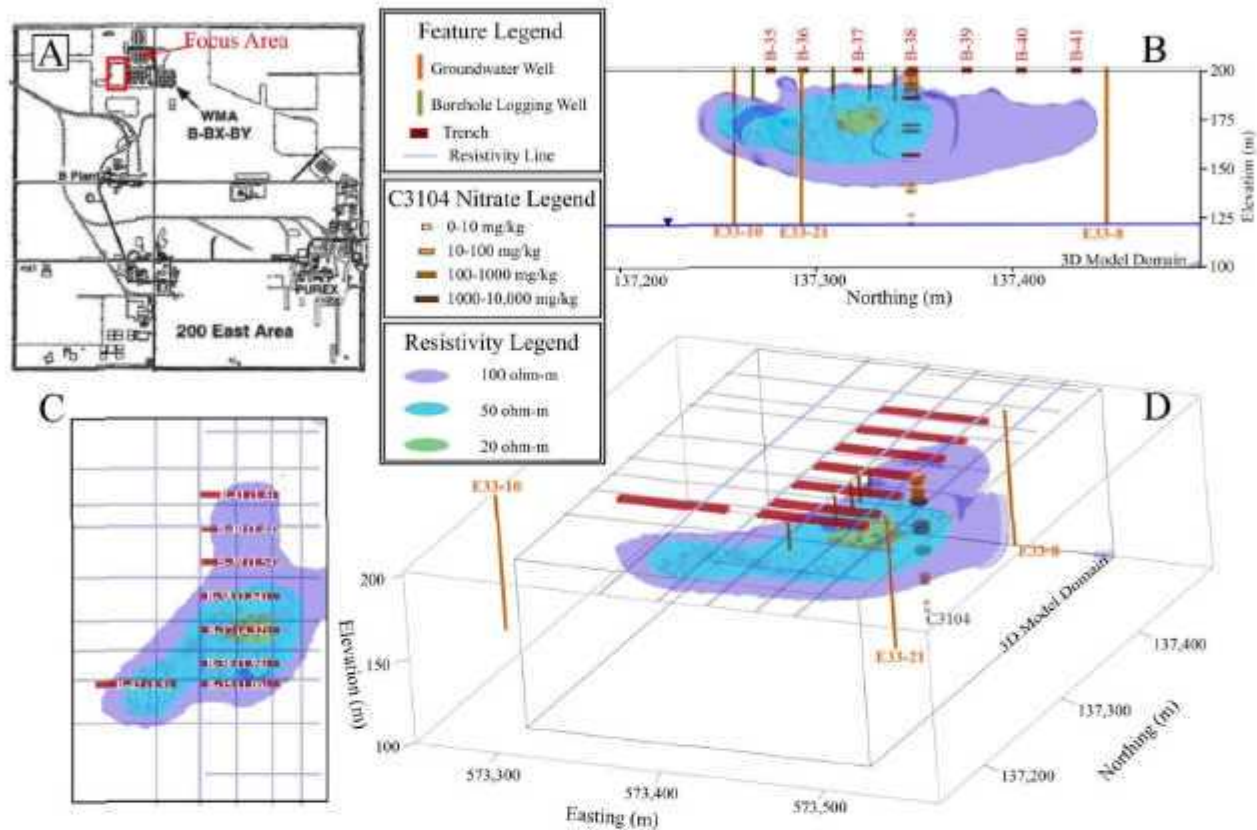 A
Focus Area
WMA
B-BX-BY
B Plant
PUREX
200 East Area
Feature Legend
Groundwater Well
Borehole Logging Well
Trench
Resistivity Line
C3104 Nitrate Legend
0-10 mg/kg
10-100 mg/kg
100-1000 mg/kg
1000-10,000 mg/kg
Resistivity Legend
100 ohm-m
50 ohm-m
20 ohm-m
B-35
B-36
B-37
B-38
B-39
B-40
B-41
B
200
175
150
125
100
Elevation (m)
E33-10
E33-21
E33-8
3D Model Domain
137,200
137,300
137,400
Northing (m)
C
D
E33-10
E33-8
E33-21
C3104
3D Model Domain
200
150
100
Elevation (m)
573,300
573,400
573,500
Easting (m)
137,200
137,300
137,400
Northing (m)